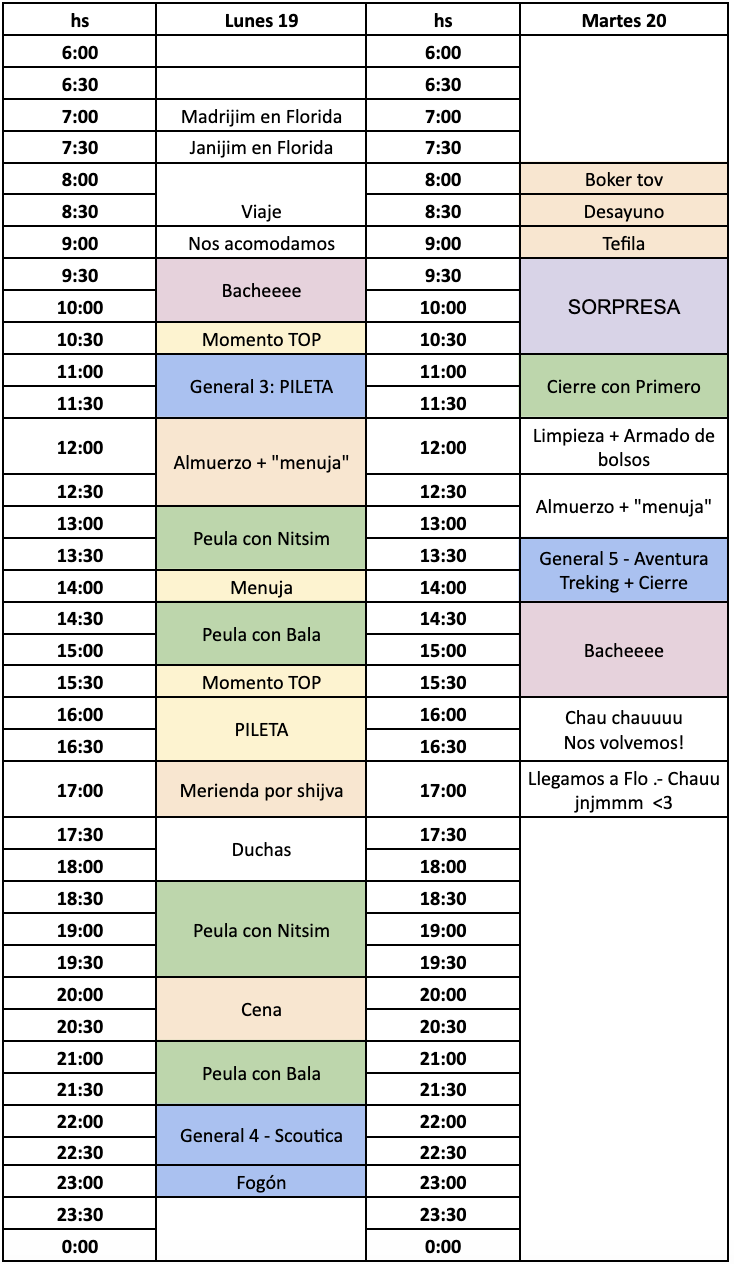 hs Lunes 19 hs Martes 20
6:00 6:00
6:30 6:30
7:00 Madrijim en Florida 7:00
7:30 Janijim en Florida 7:30
8:00 8:00 Boker tov
8:30 Viaje 8:30 Desayuno
9:00 Nos acomodamos 9:00 Tefila
9:30 Bacheeee 9:30
10:00 10:00 SORPRESA
10:30 Momento TOP 10:30
11:00 General 3: PILETA 11:00 Cierre con Primero
11:30 11:30
12:00 Almuerzo + "menuja" 12:00 Limpieza + Armado de
bolsos
12:30 12:30 Almuerzo + "menuja"
13:00 Peula con Nitsim 13:00
13:30 13:30 General 5 - Aventura
14:00 Menuja 14:00 Treking + Cierre
14:30 Peula con Bala 14:30
15:00 15:00 Bacheeee
15:30 Momento TOP 15:30
16:00 PILETA 16:00 Chau chauuuu
16:30 16:30 Nos volvemos!
17:00 Merienda por shijva 17:00 Llegamos a Flo .- Chauu
jnjmmm <3
17:30 Duchas 17:30
18:00 18:00
18:30 18:30
19:00 Peula con Nitsim 19:00
19:30 19:30
20:00 Cena 20:00
20:30 20:30
21:00 Peula con Bala 21:00
21:30 21:30
22:00 General 4 - Scoutica 22:00
22:30 22:30
23:00 Fogón 23:00
23:30 23:30
0:00 0:00